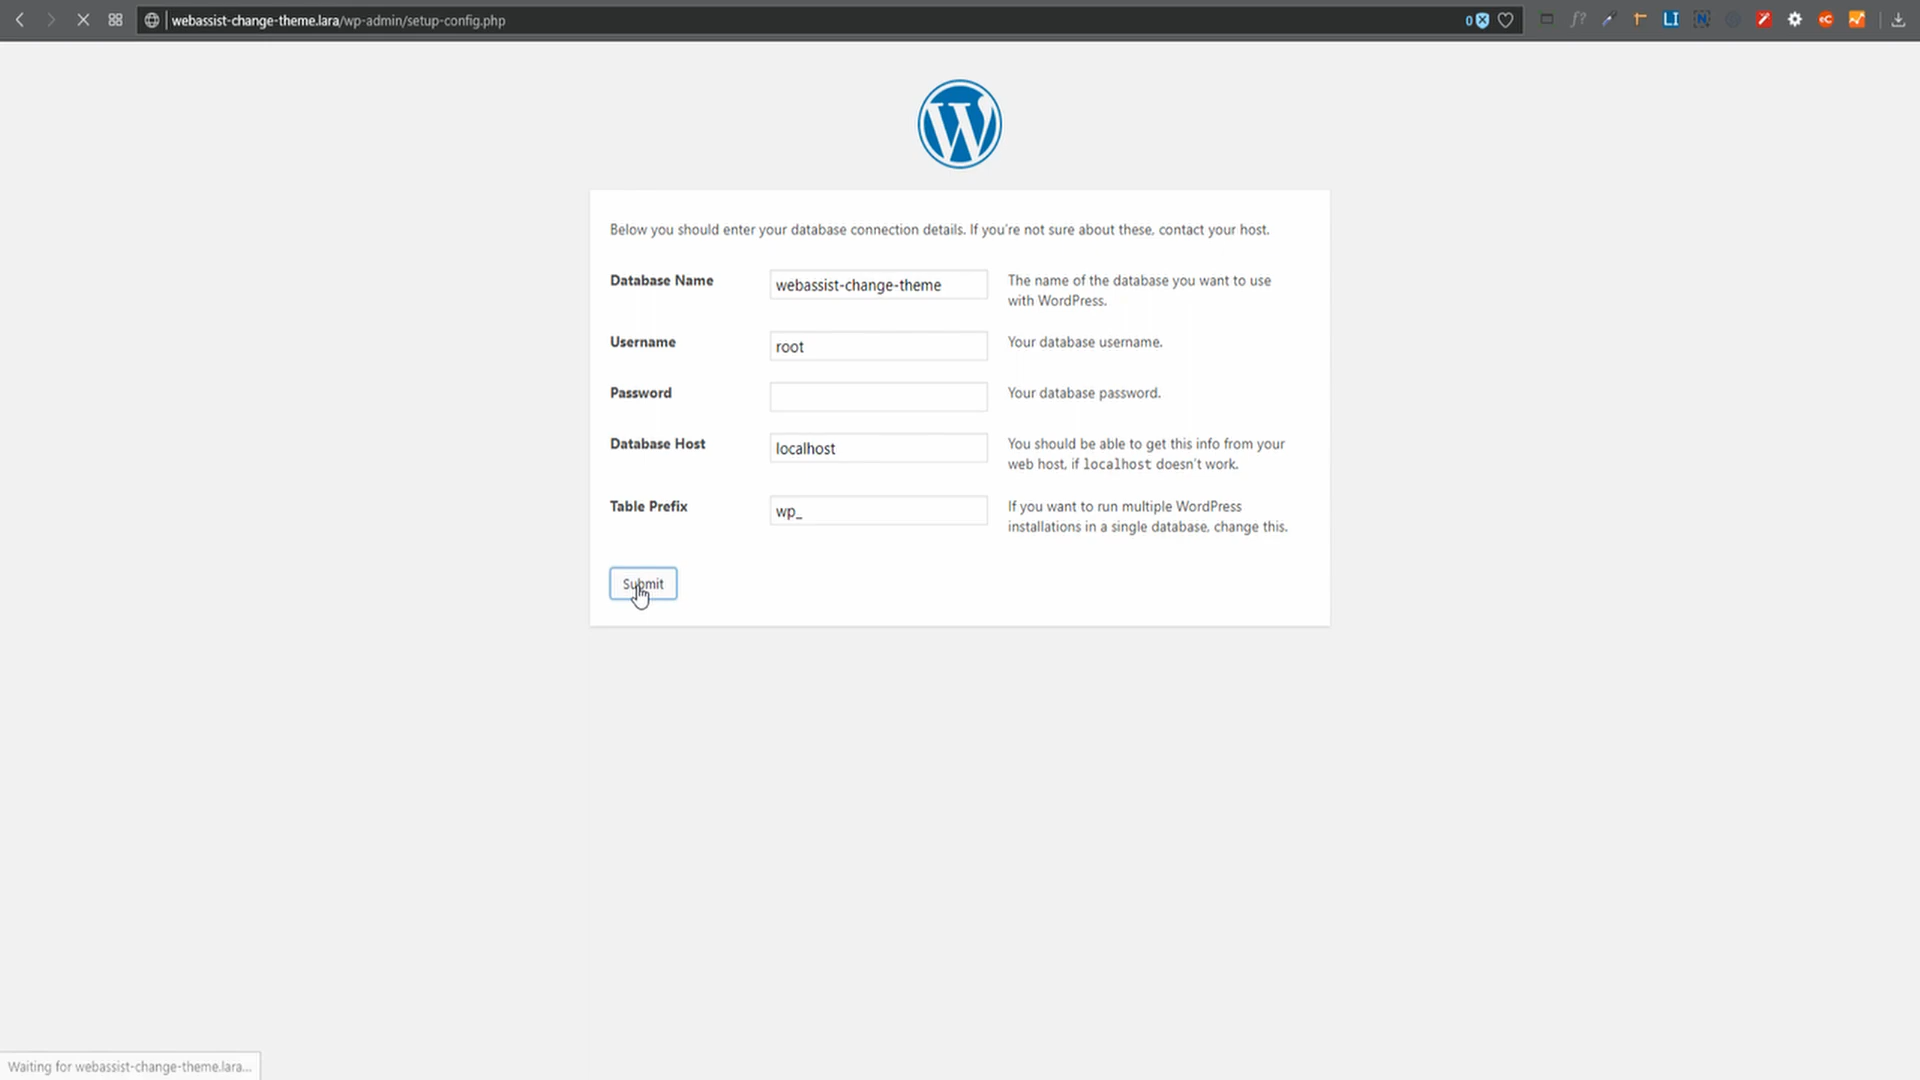 webassist-change-theme.lara/wp-admin/setup-config.php
0
f?
LI
N
eC
W
Below you should enter your database connection details. If you're not sure about these, contact your host.
Database Name
webassist-change-theme
The name of the database you want to use
with WordPress.
Username
root
Your database username.
Password
Your database password.
Database Host
localhost
You should be able to get this info from your
web host, if localhost doesn't work.
Table Prefix
wp_
If you want to run multiple WordPress
installations in a single database, change this.
Submit
Waiting for webassist-change-theme.lara...